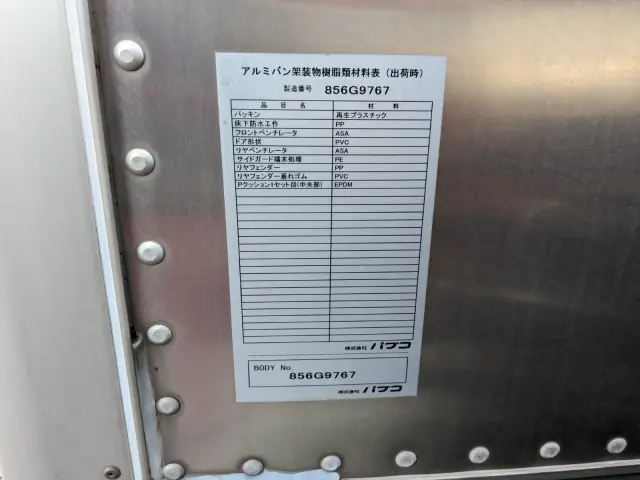 アルミバン架装物樹脂類材料表（出荷時）
製造番号 856G9767
品目名 材料
パッキン 再生プラスチック
床下防水工作 PP
フロントベンチレータ ASA
ドア形状 PVC
リヤベンチレータ ASA
サイドガード端末処理 PE
リヤフェンダー PP
リヤフェンダー垂れゴム PVC
Pクッション1セット目(中央部) EPDM
株式会社 パブコ
BODY No.
856G9767
株式会社 パブコ